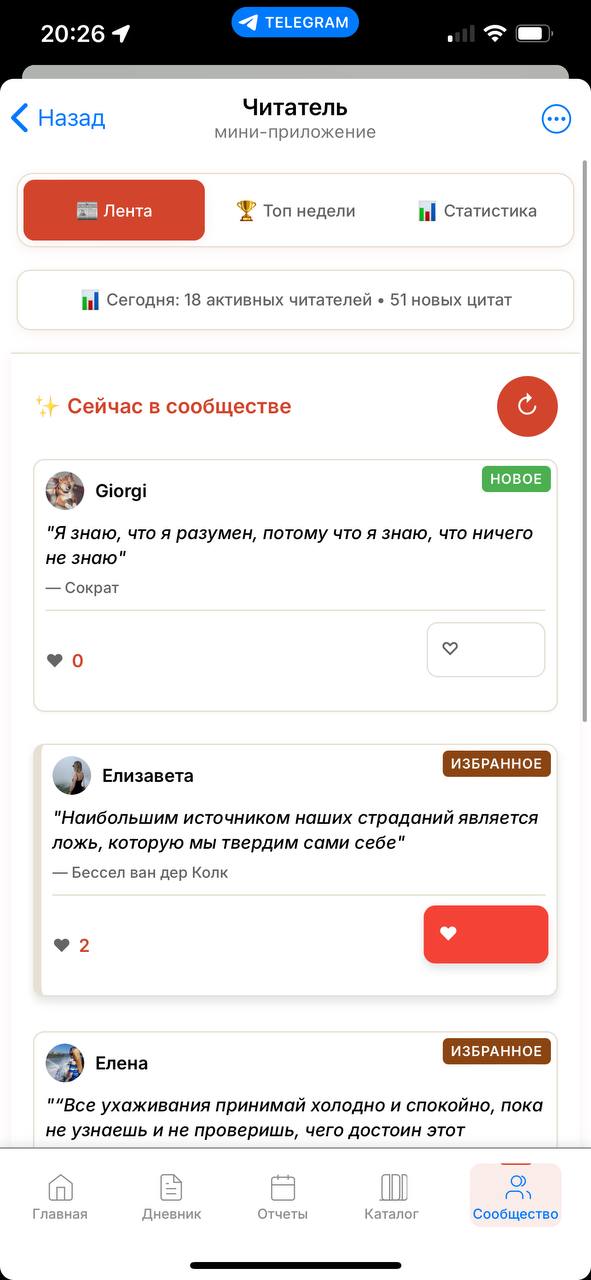 20:26
TELEGRAM
Назад
Читатель
мини-приложение
Лента
Топ недели
Статистика
Сегодня: 18 активных читателей • 51 новых цитат
Сейчас в сообществе
Giorgi
НОВОЕ
"Я знаю, что я разумен, потому что я знаю, что ничего
не знаю"
— Сократ
0
Елизавета
ИЗБРАННОЕ
"Наибольшим источником наших страданий является
ложь, которую мы твердим сами себе"
— Бессел ван дер Колк
2
Елена
ИЗБРАННОЕ
"“Все ухаживания принимай холодно и спокойно, пока
не узнаешь и не проверишь, чего достоин этот
Главная
Дневник
Отчеты
Каталог
Сообщество